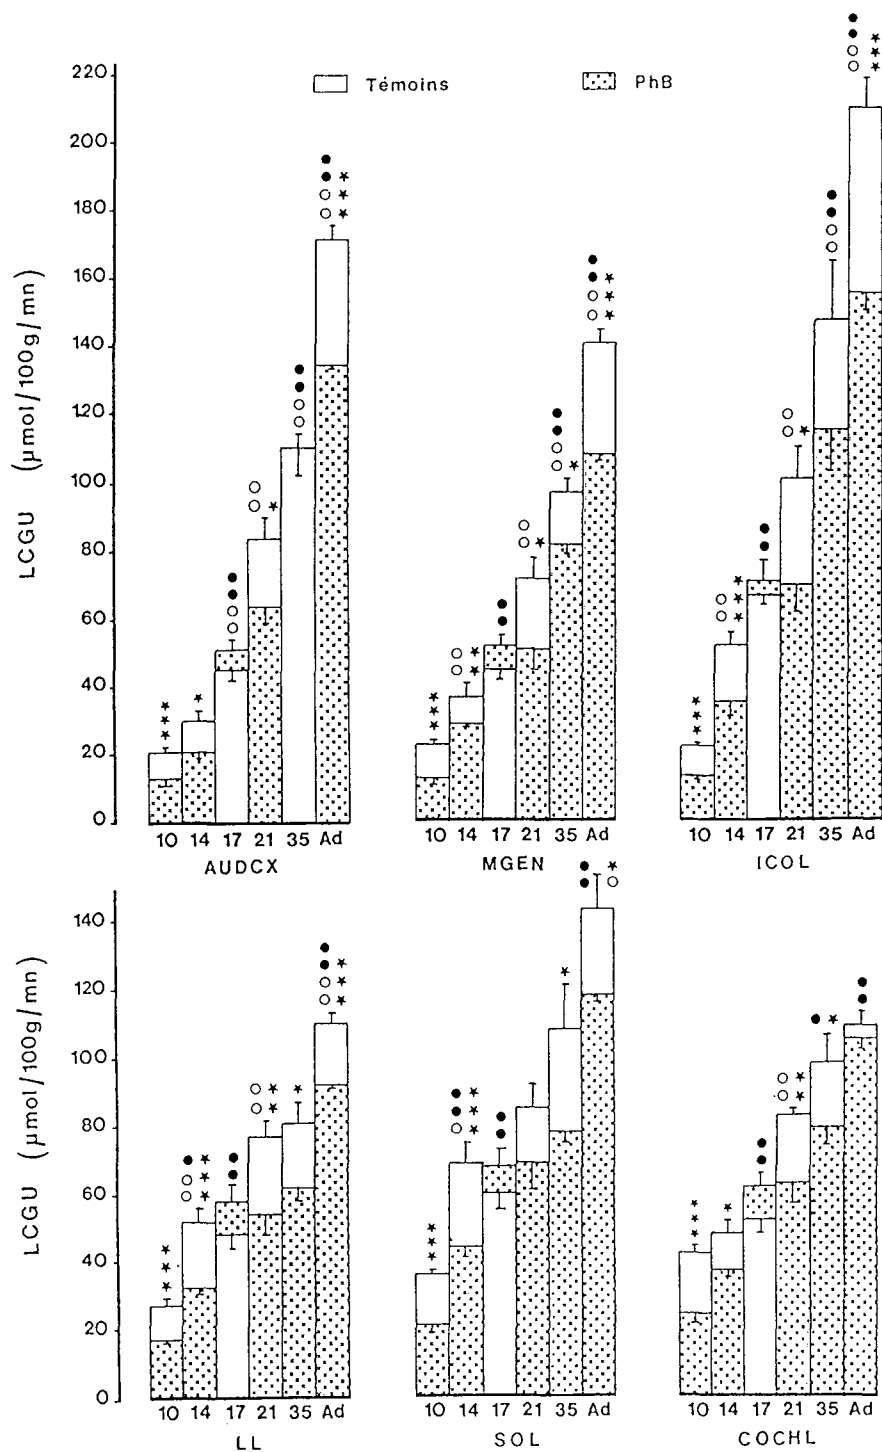 Témoins PhB
LCGU (μmol/100g/mn)
220
200
180
160
140
120
100
80
60
40
20
0
10 14 17 21 35 Ad
AUDCX
10 14 17 21 35 Ad
MGEN
10 14 17 21 35 Ad
ICOL
LCGU (μmol/100g/mn)
140
120
100
80
60
40
20
0
10 14 17 21 35 Ad
LL
10 14 17 21 35 Ad
SOL
10 14 17 21 35 Ad
COCHL